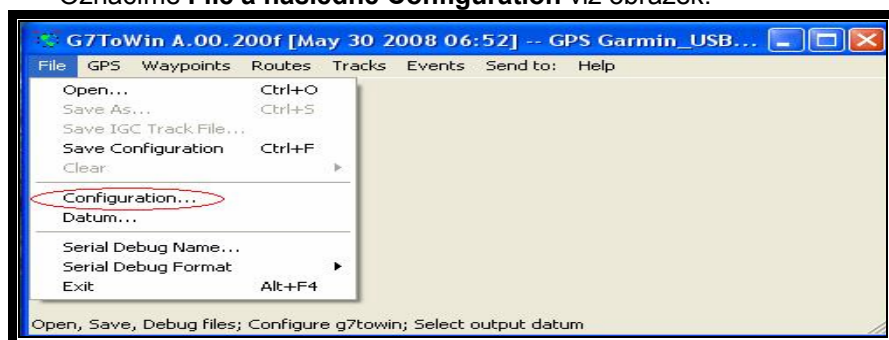 Označíme File a následně Configuration viz obrázek.
G7ToWin A.00.200f [May 30 2008 06:52] -- GPS Garmin_USB...
File GPS Waypoints Routes Tracks Events Send to: Help
Open... Ctrl+O
Save As... Ctrl+S
Save IGC Track File...
Save Configuration Ctrl+F
Clear
Configuration...
Datum...
Serial Debug Name...
Serial Debug Format
Exit Alt+F4
Open, Save, Debug files; Configure g7towin; Select output datum